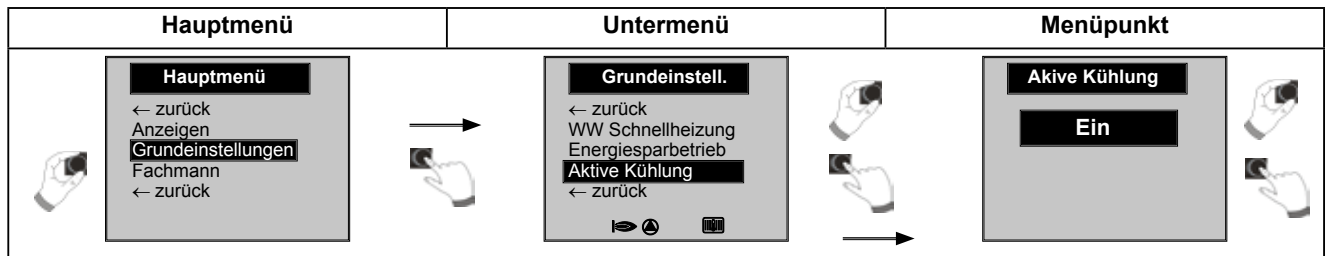 Hauptmenü
Untermenü
Menüpunkt
Hauptmenü
← zurück
Anzeigen
Grundeinstellungen
Fachmann
← zurück
Grundeinstell.
← zurück
WW Schnellheizung
Energiesparbetrieb
Aktive Kühlung
← zurück
Akive Kühlung
Ein